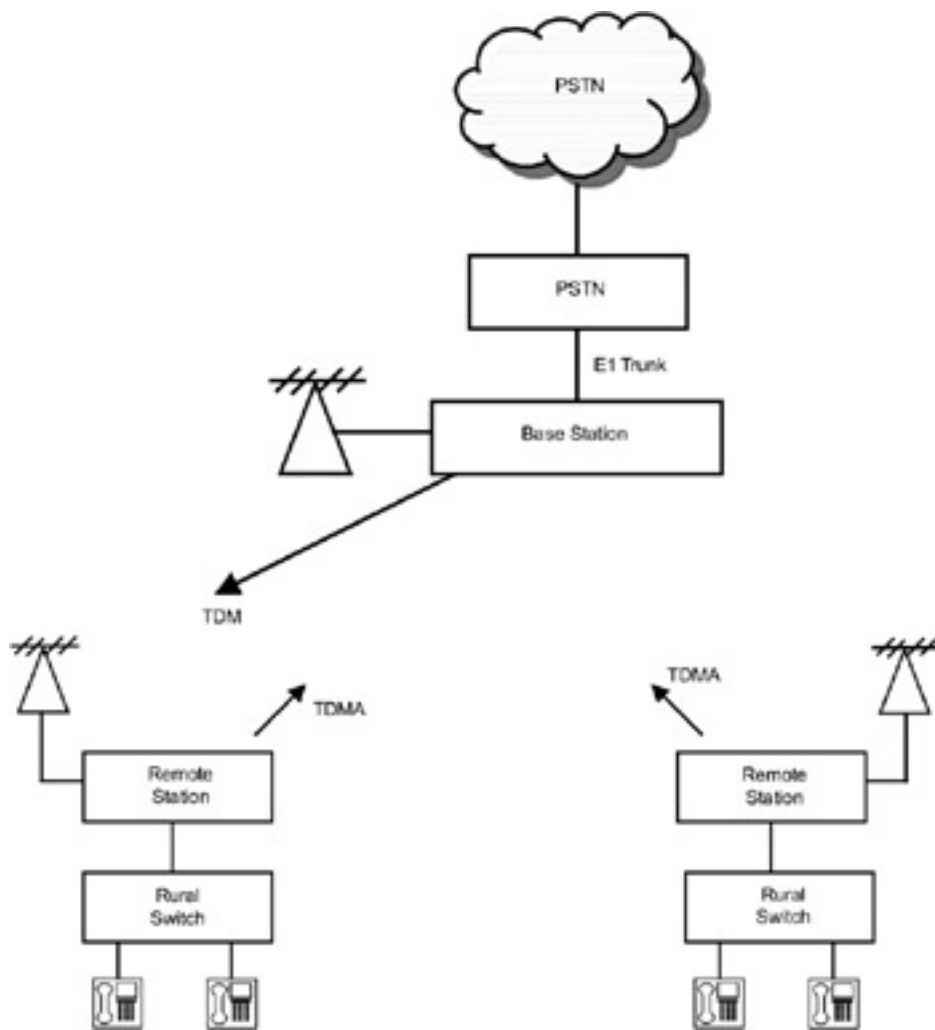 PSTN
PSTN
E1 Trunk
Base Station
TDM
TDMA
TDMA
Remote
Station
Remote
Station
Rural
Switch
Rural
Switch